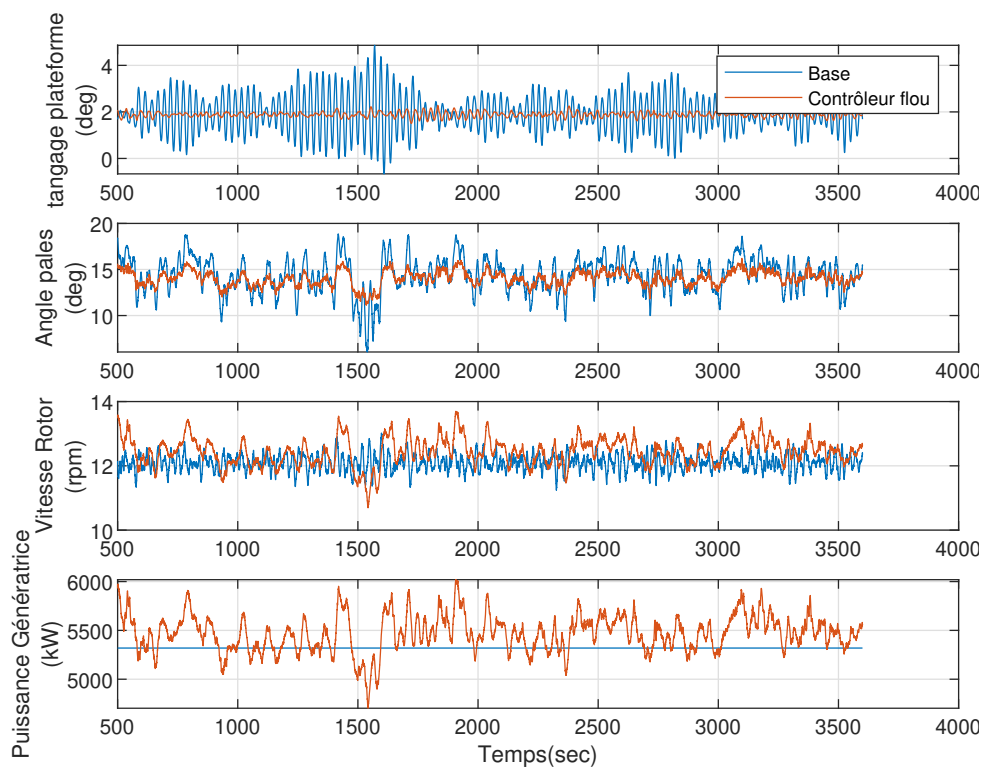 tangage plateforme
(deg)
4
2
0
Base
Contrôleur flou
500 1000 1500 2000 2500 3000 3500 4000
Angle pales
(deg)
20
15
10
500 1000 1500 2000 2500 3000 3500 4000
Vitesse Rotor
(rpm)
14
12
10
500 1000 1500 2000 2500 3000 3500 4000
Puissance Génératrice
(kW)
6000
5500
5000
500 1000 1500 2000 2500 3000 3500 4000
Temps(sec)